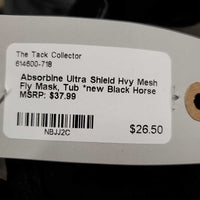 The Tack Collector
614600-718
Absorbine Ultra Shield Hvy Mesh
Fly Mask, Tub *new Black Horse
MSRP: $37.99
NBJJ2C
$26.50